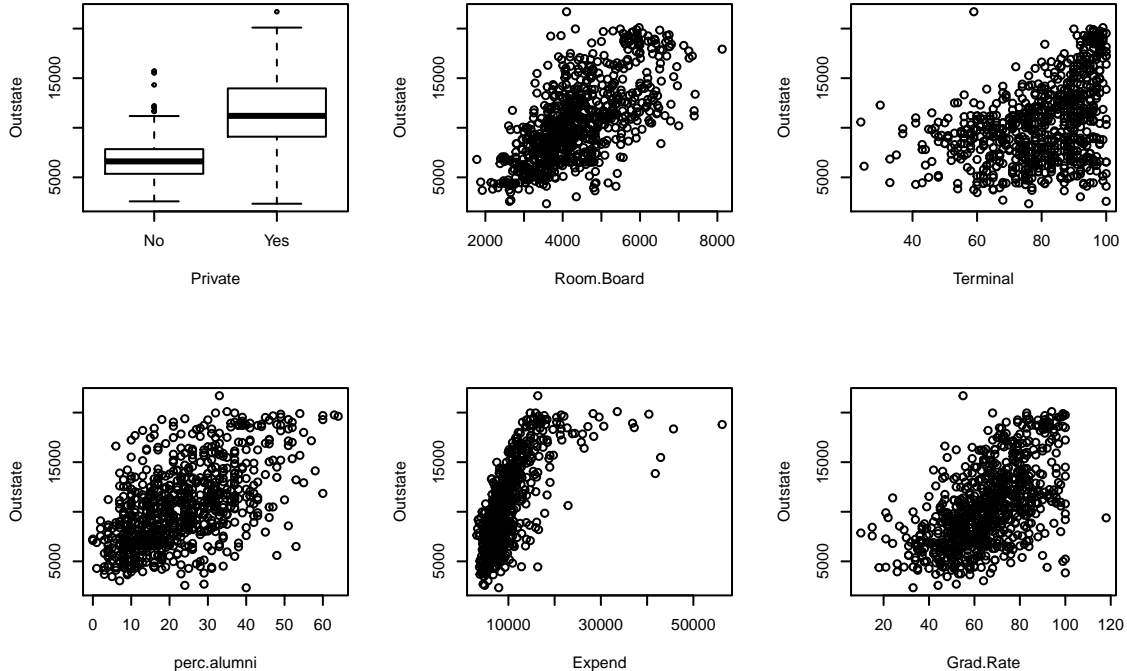 Outstate
5000 15000
No Yes
Private
Outstate
5000 15000
2000 4000 6000 8000
Room.Board
Outstate
5000 15000
40 60 80 100
Terminal
Outstate
5000 15000
0 10 20 30 40 50 60
perc.alumni
Outstate
5000 15000
10000 30000 50000
Expend
Outstate
5000 15000
20 40 60 80 100 120
Grad.Rate